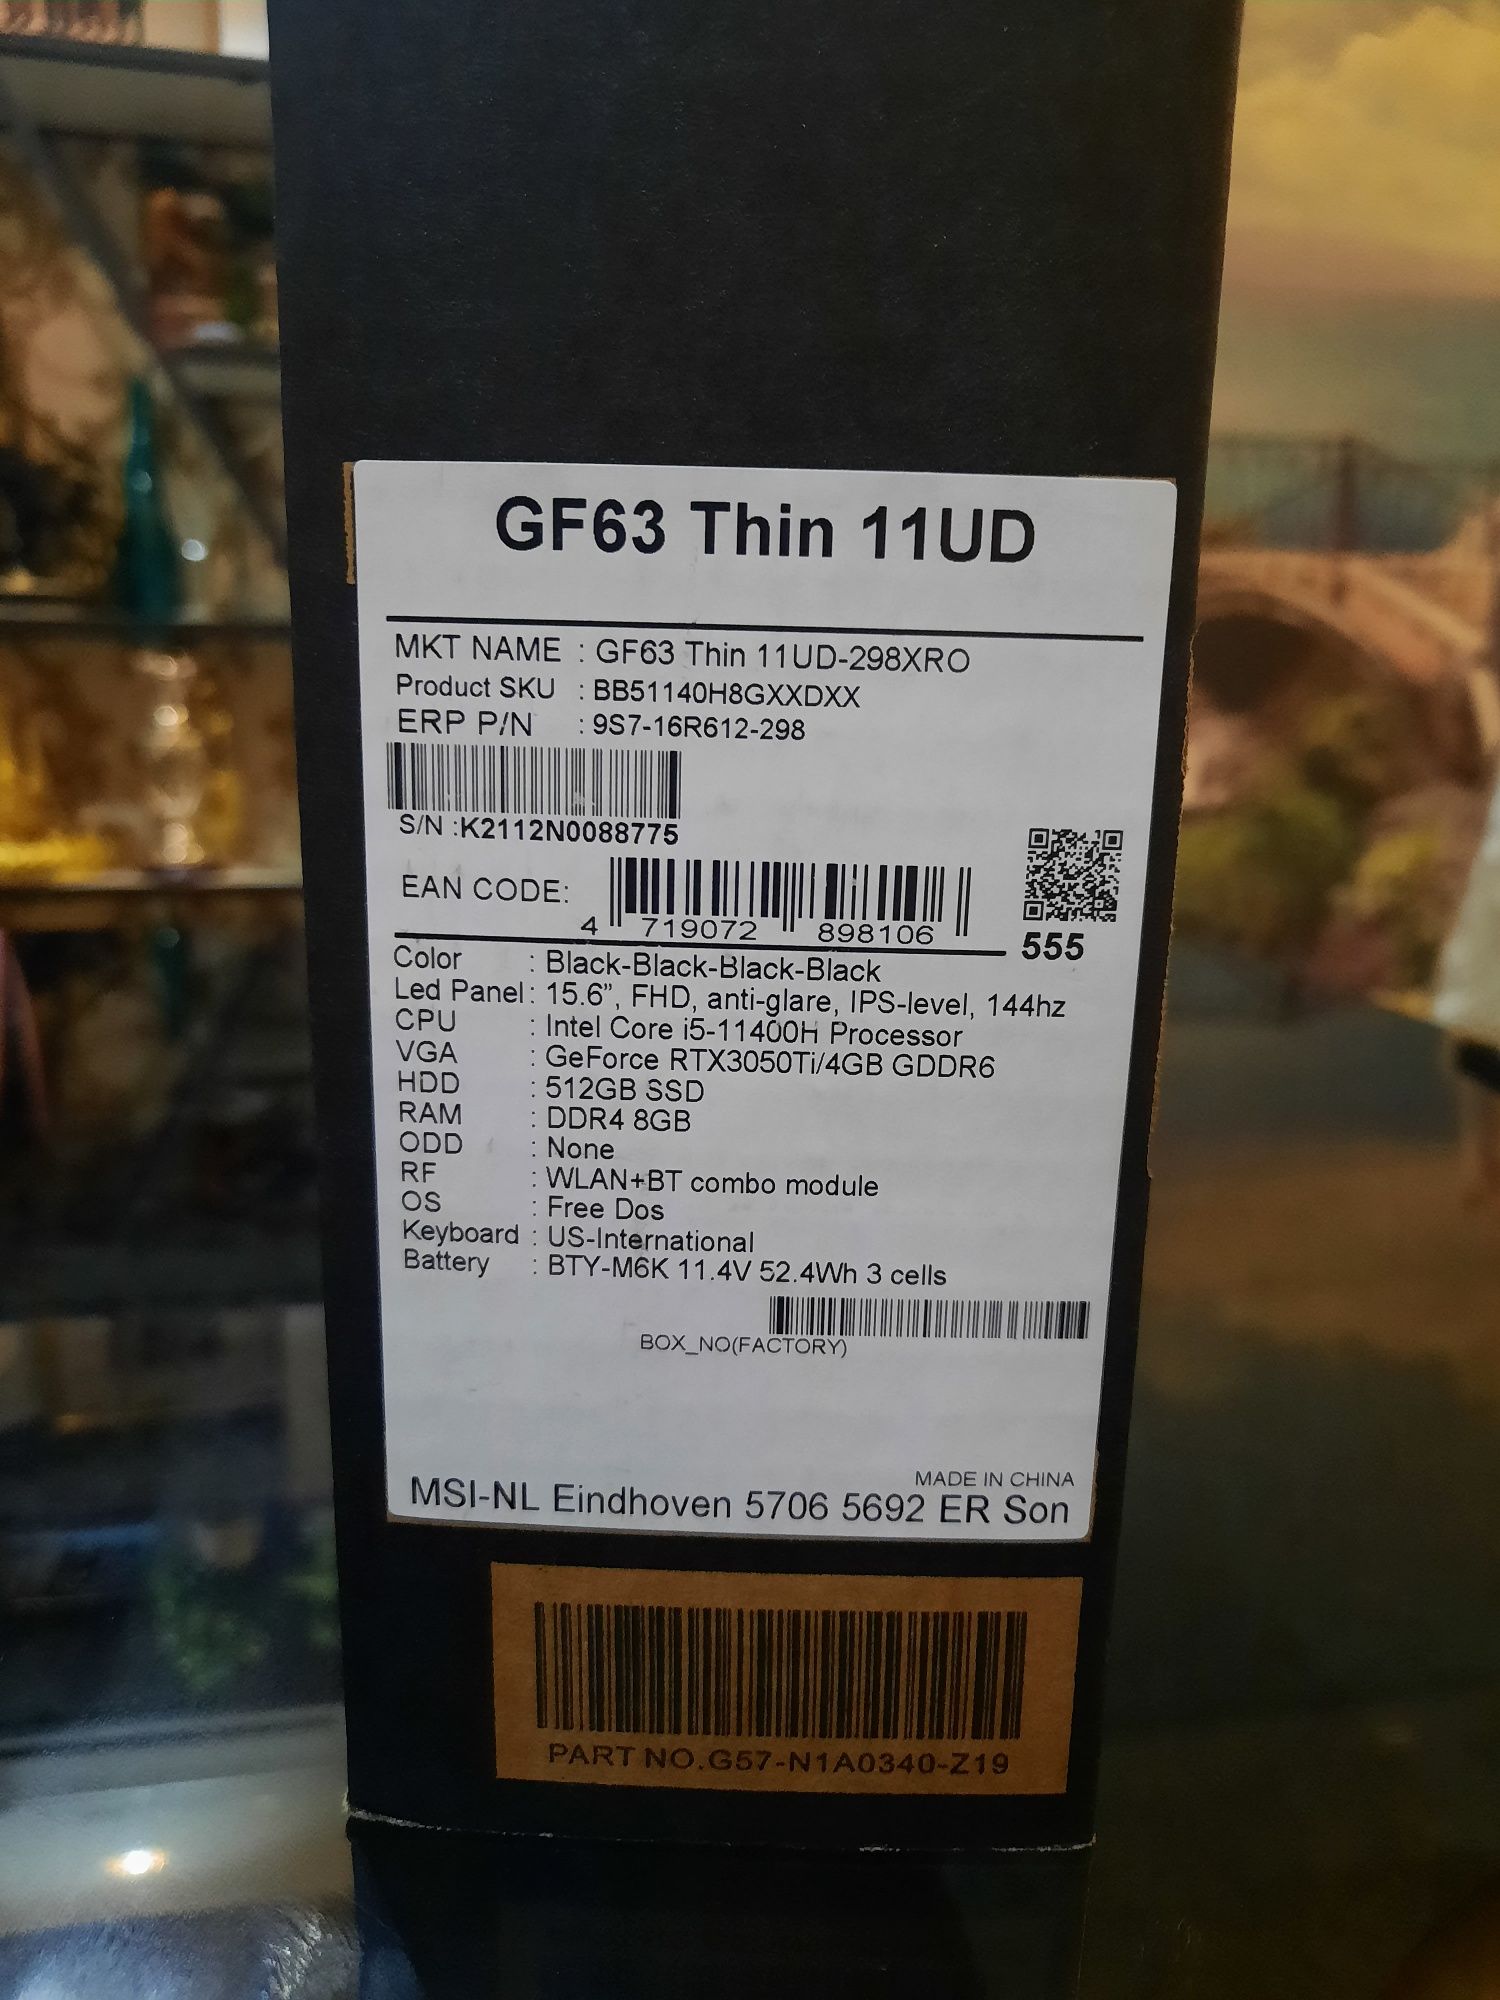 GF63 Thin 11UD
MKT NAME : GF63 Thin 11UD-298XRO
Product SKU : BB51140H8GXXDXX
ERP P/N : 9S7-16R612-298
S/N :K2112N0088775
EAN CODE: 4 719072 898106
555
Color : Black-Black-Black-Black
Led Panel : 15.6”, FHD, anti-glare, IPS-level, 144hz
CPU : Intel Core i5-11400H Processor
VGA : GeForce RTX3050Ti/4GB GDDR6
HDD : 512GB SSD
RAM : DDR4 8GB
ODD : None
RF : WLAN+BT combo module
OS : Free Dos
Keyboard : US-International
Battery : BTY-M6K 11.4V 52.4Wh 3 cells
BOX_NO(FACTORY)
MADE IN CHINA
MSI-NL Eindhoven 5706 5692 ER Son
PART NO.G57-N1A0340-Z19